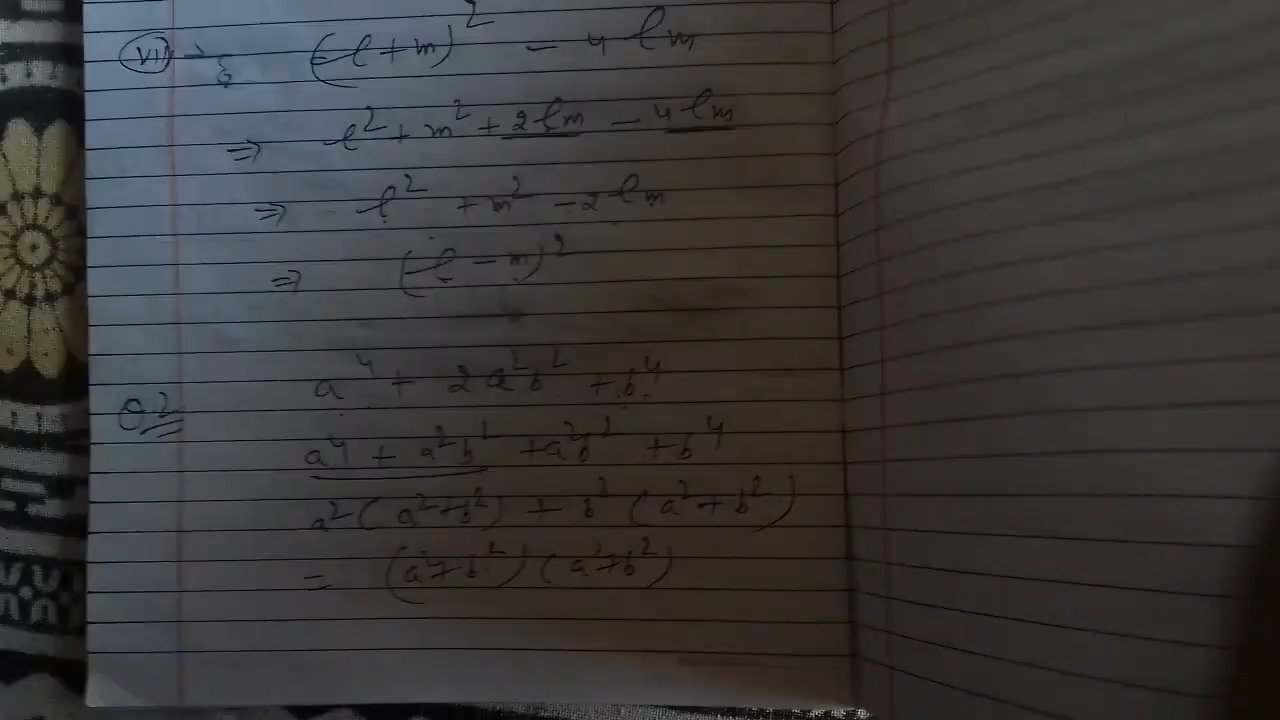 (vii) (l+m)² - 4lm
⇒ l² + m² + 2lm - 4lm
⇒ l² + m² - 2lm
⇒ (l - m)²
Q2 a⁴ + 2a²b² + b⁴
a⁴ + a²b² + a²b² + b⁴
a²(a²+b²) + b²(a²+b²)
= (a²+b²)(a²+b²)